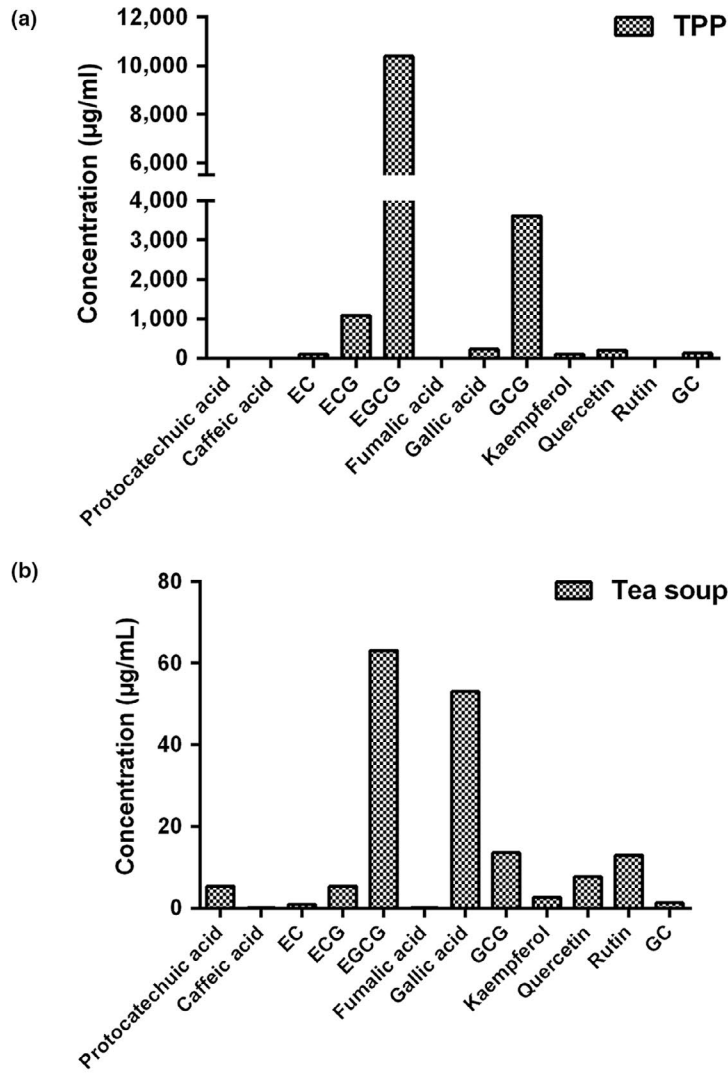 (a)
TPP
Concentration (µg/ml)
12,000
10,000
8,000
6,000
4,000
3,000
2,000
1,000
0
Protocatechuic acid
Caffeic acid
EC
ECG
EGCG
Fumalic acid
Gallic acid
GCG
Kaempferol
Quercetin
Rutin
GC
(b)
Tea soup
Concentration (µg/mL)
80
60
40
20
0
Protocatechuic acid
Caffeic acid
EC
ECG
EGCG
Fumalic acid
Gallic acid
GCG
Kaempferol
Quercetin
Rutin
GC